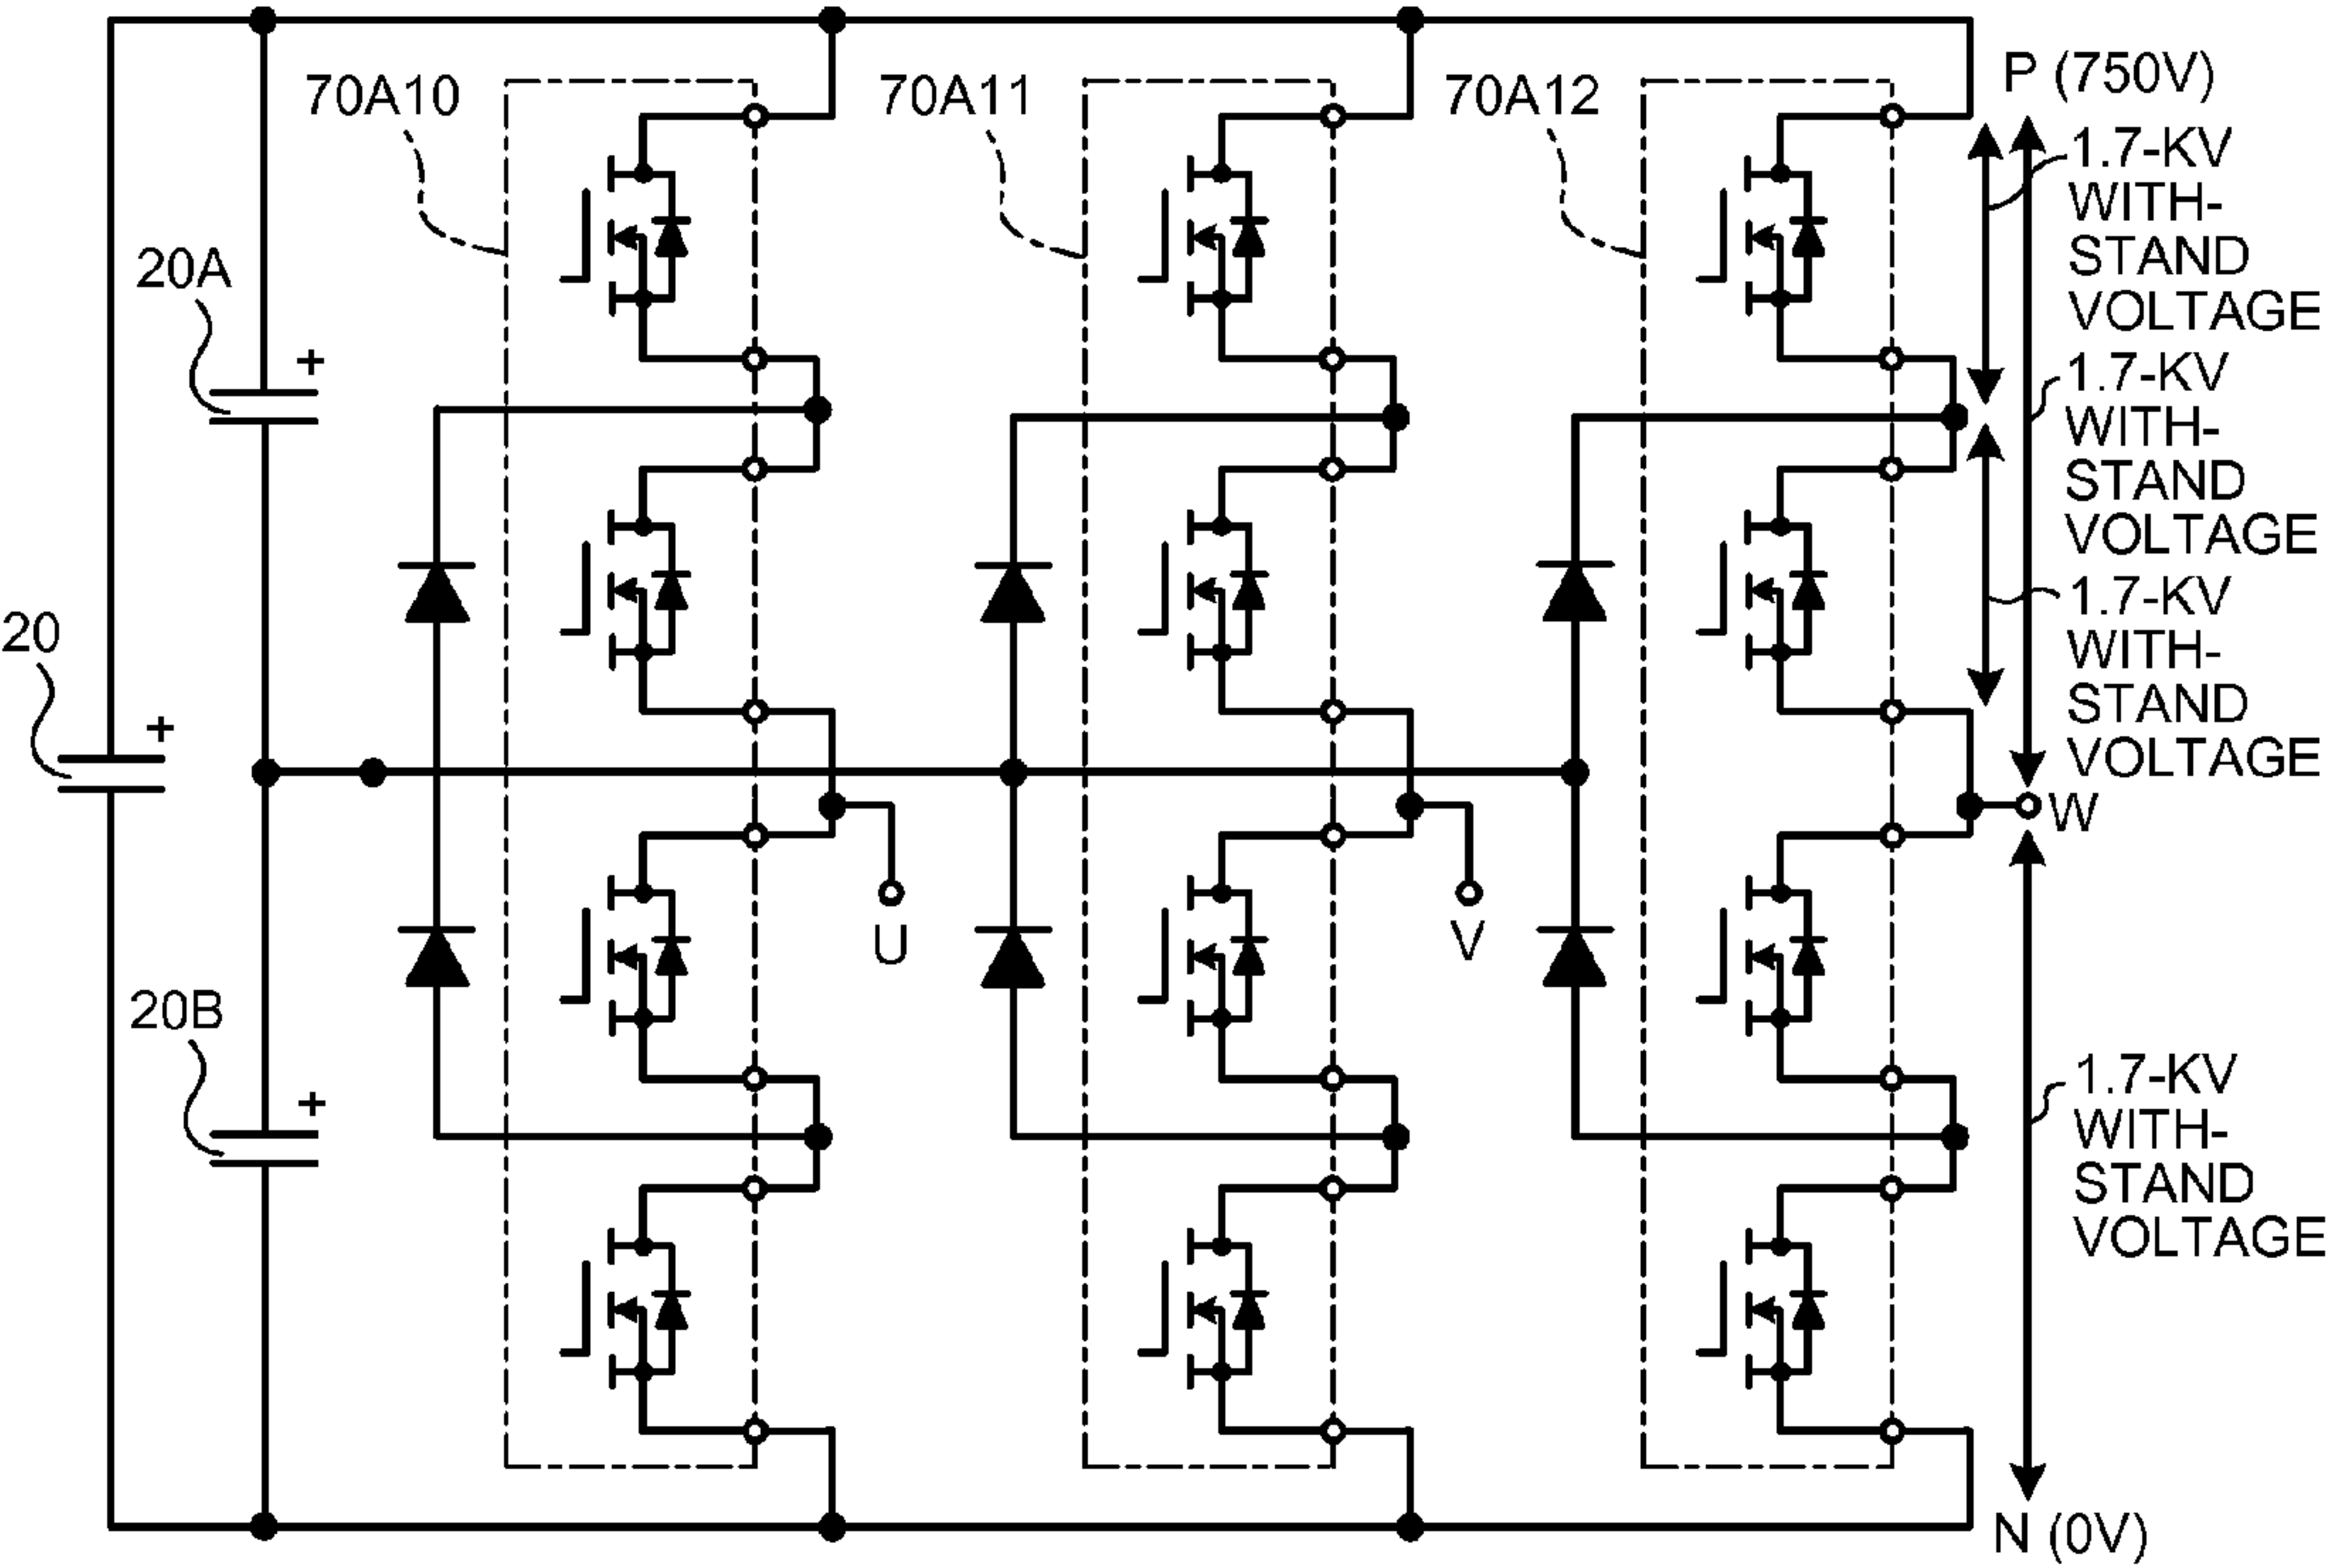 P (750V)
70A10
70A11
70A12
1.7-KV
WITH-
STAND
VOLTAGE
20A
+
1.7-KV
WITH-
STAND
VOLTAGE
1.7-KV
WITH-
STAND
VOLTAGE
20
+
W
U
V
20B
+
1.7-KV
WITH-
STAND
VOLTAGE
N (0V)